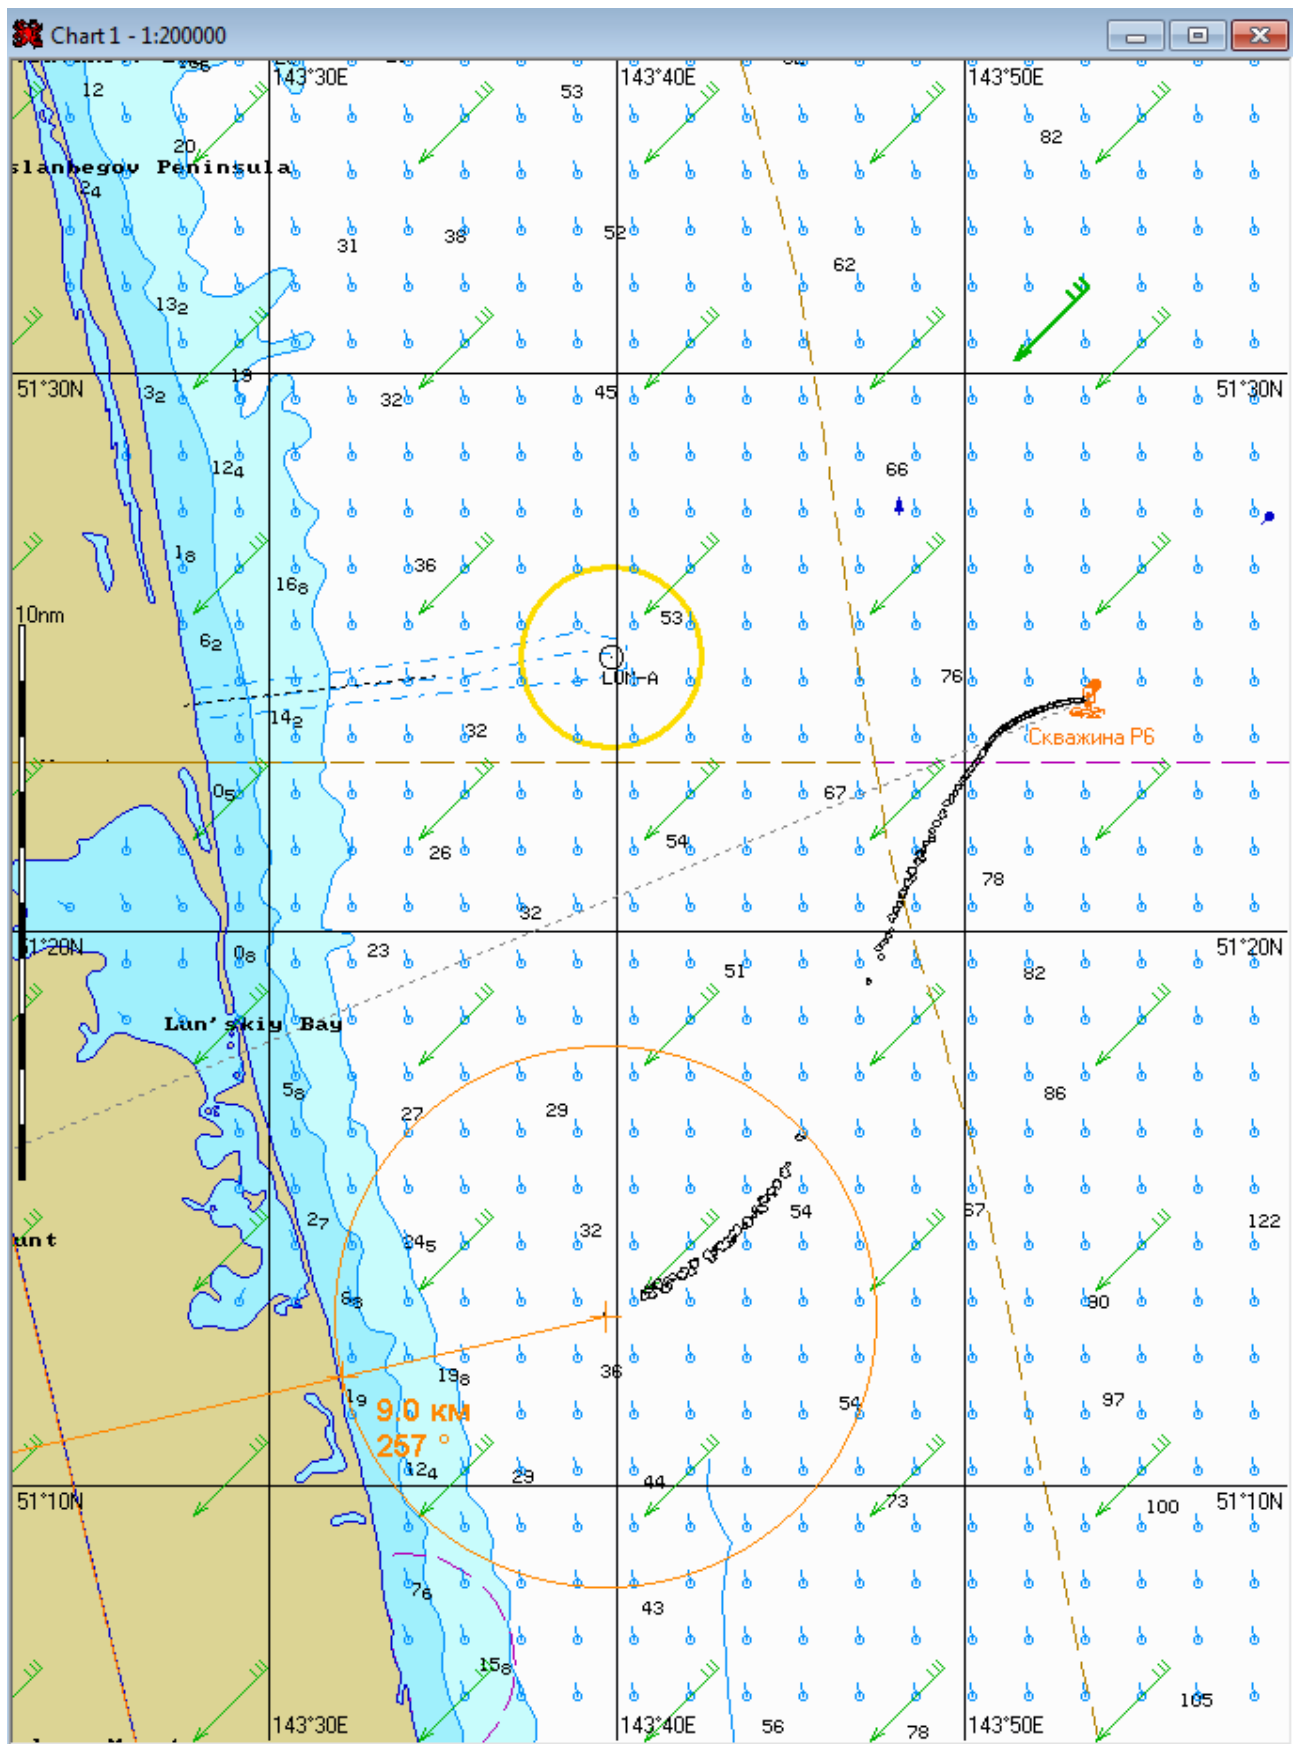 Chart 1 - 1:200000
143°30E 143°40E 143°50E
12 53
82
20
slanbegov Peninsula
24
31 38 52
62
132
19
51°30N 32 32 45 51°30N
124 66
18 36
168
10nm 53
62
LUN-A 76
142 32 Скважина Р6
05 67
54
26 78
32
51°20N 08 23 51°20N
51 82
Lun'skiy Bay
58 86
27 29
27 54 67 122
unt 32
90
36
198
19 54 97
9.0 км
257 °
124 29 44
51°10N 73 100 51°10N
76 43
158
105
143°30E 143°40E 56 78 143°50E